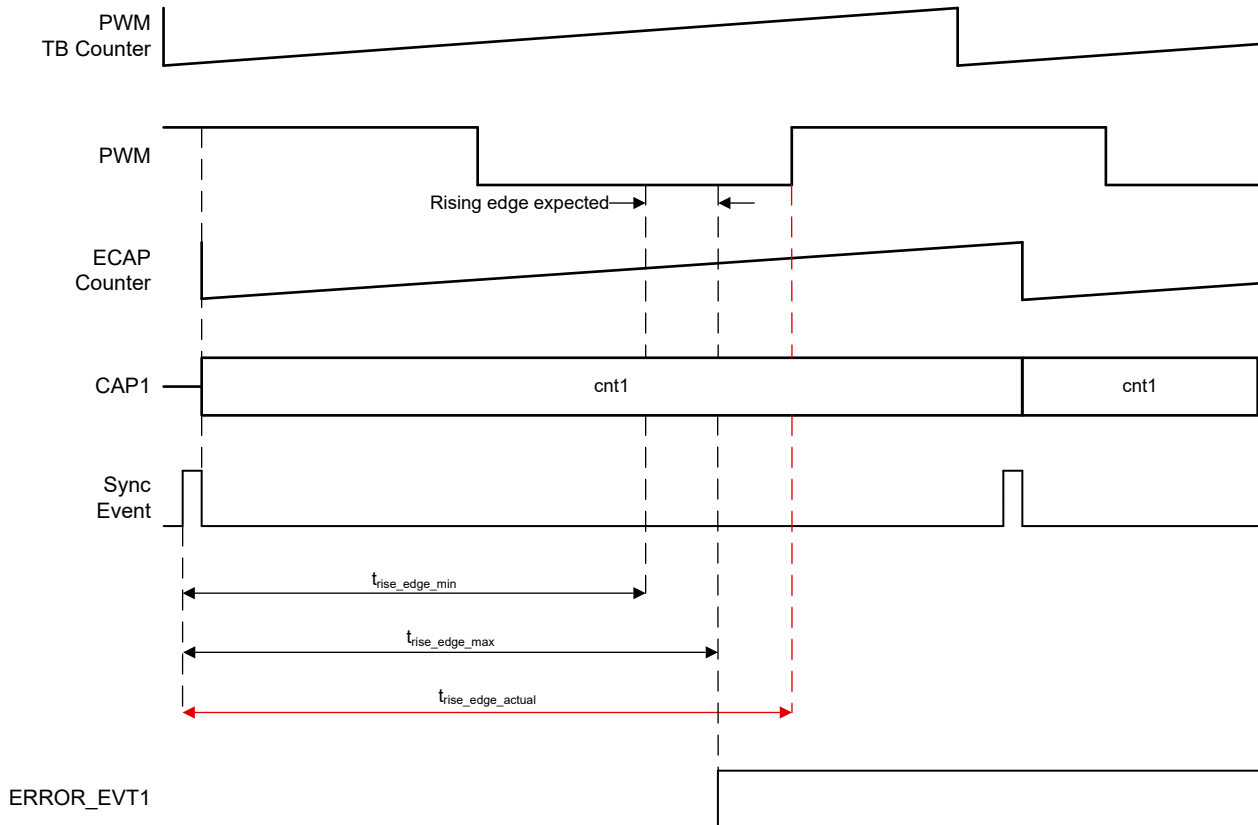 PWM
TB Counter
PWM
Rising edge expected
ECAP
Counter
CAP1
cnt1
cnt1
Sync
Event
trise_edge_min
trise_edge_max
trise_edge_actual
ERROR_EVT1